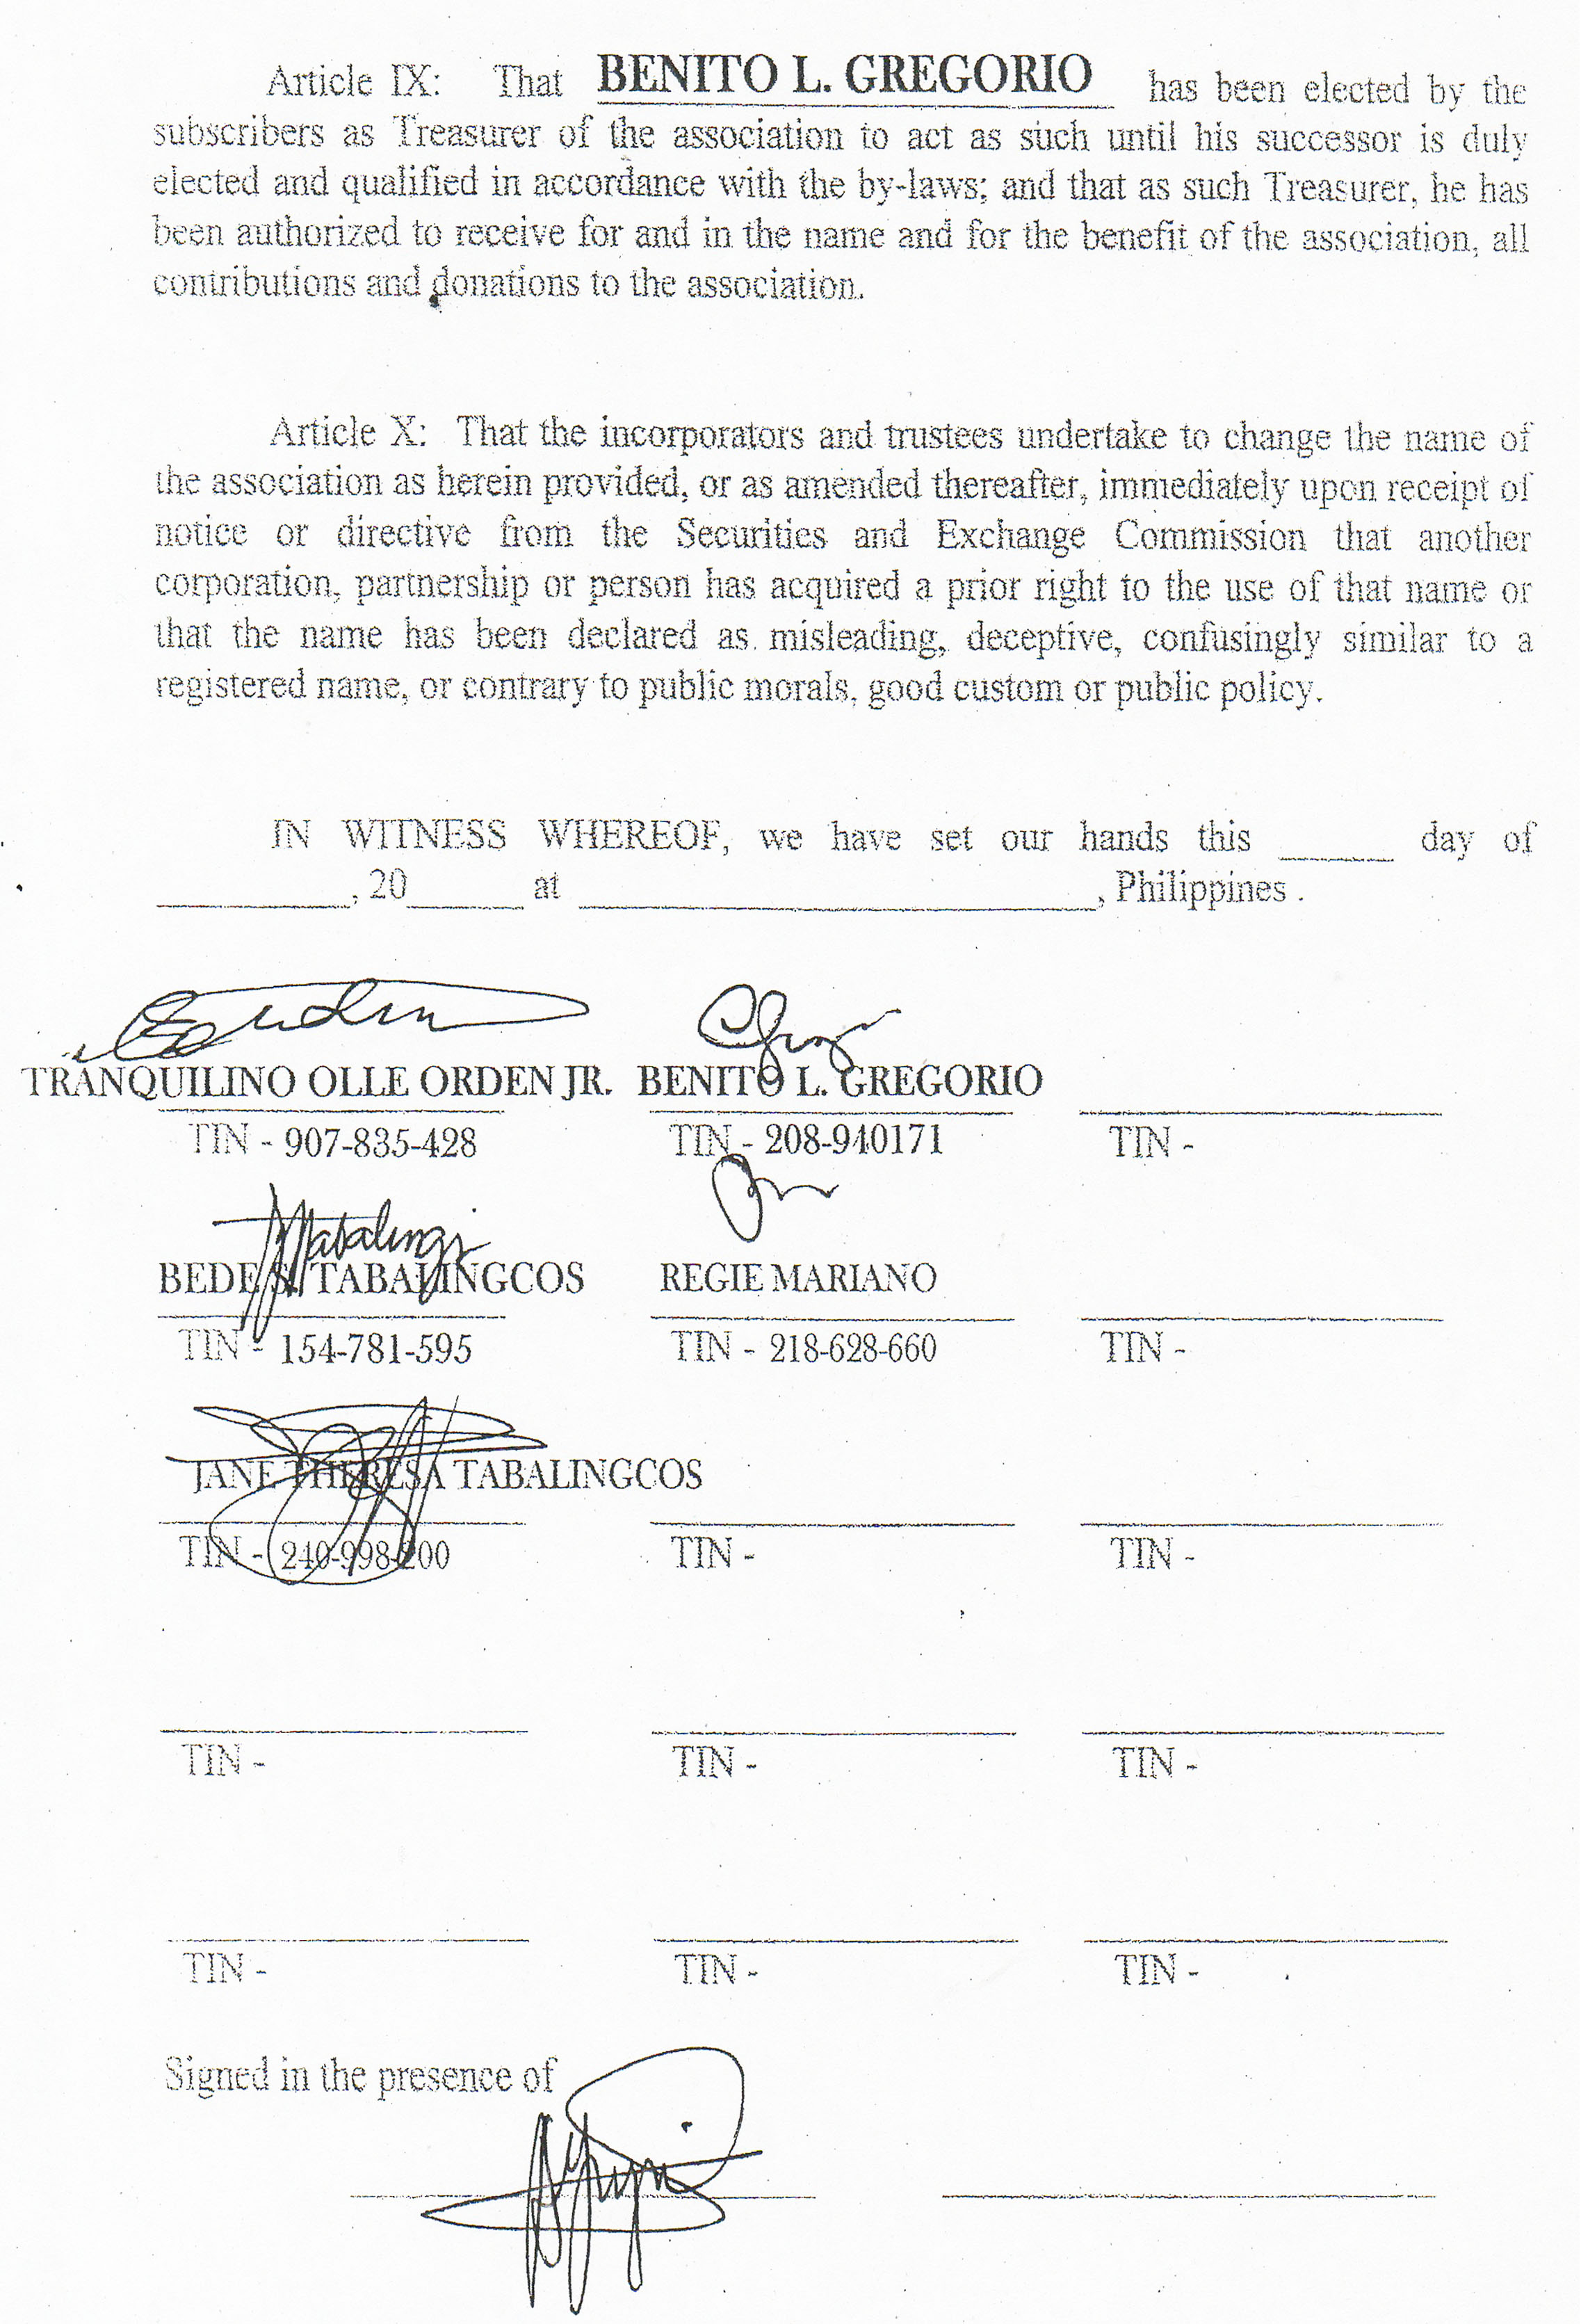 Article IX: That BENITO L. GREGORIO has been elected by the
subscribers as Treasurer of the association to act as such until his successor is duly
elected and qualified in accordance with the by-laws; and that as such Treasurer, he has
been authorized to receive for and in the name and for the benefit of the association, all
contributions and donations to the association.
Article X: That the incorporators and trustees undertake to change the name of
the association as herein provided, or as amended thereafter, immediately upon receipt of
notice or directive from the Securities and Exchange Commission that another
corporation, partnership or person has acquired a prior right to the use of that name or
that the name has been declared as misleading, deceptive, confusingly similar to a
registered name, or contrary to public morals, good custom or public policy.
IN WITNESS WHEREOF, we have set our hands this ______ day of
__________, 20______ at __________________________, Philippines .
TRANQUILINO OLLE ORDEN JR. BENITO L. GREGORIO
TIN - 907-835-428 TIN - 208-940171 TIN -
BEDE S. TABALINGCOS REGIE MARIANO
TIN - 154-781-595 TIN - 218-628-660 TIN -
JANE THERESA TABALINGCOS
TIN - 240-998-200 TIN - TIN -
TIN - TIN - TIN -
TIN - TIN - TIN -
Signed in the presence of